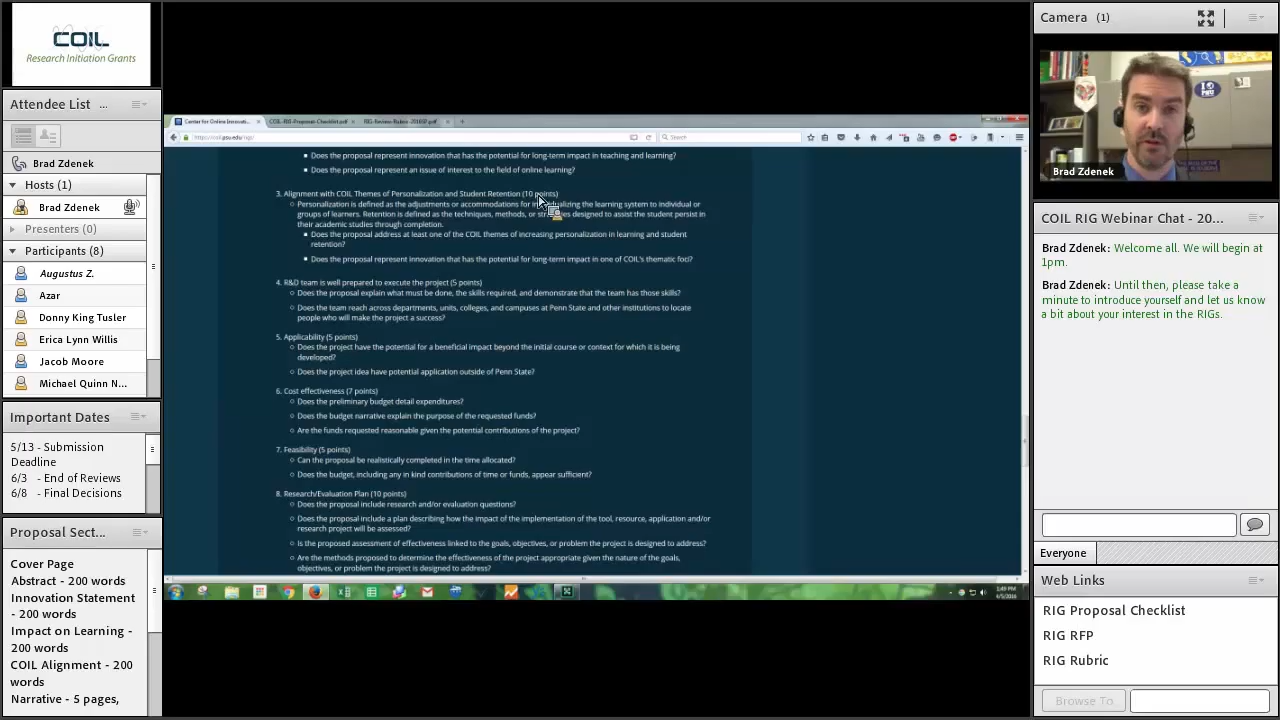 COIL
Research Initiation Grants
Attendee List ...
Brad Zdenek
Hosts (1)
Brad Zdenek
Presenters (0)
Participants (8)
Augustus Z.
Azar
Donny King Tusler
Erica Lynn Willis
Jacob Moore
Michael Quinn N...
Important Dates
5/13 - Submission
Deadline
6/3 - End of Reviews
6/8 - Final Decisions
Proposal Sect...
Cover Page
Abstract - 200 words
Innovation Statement
- 200 words
Impact on Learning -
200 words
COIL Alignment - 200
words
Narrative - 5 pages,
Center for Online Innovati...
COIL-RIG-Proposal-Checklist.pdf
Search
Does the proposal represent innovation that has the potential for long-term impact in teaching and learning?
Does the proposal represent an issue of interest to the field of online learning?
3. Alignment with COIL Themes of Personalization and Student Retention (10 points)
Personalization is defined as the adjustments or accommodations for the learning system to individual or
groups of learners. Retention is defined as the techniques, methods, or designed to assist the student persist in
their academic studies through completion.
Does the proposal address at least one of the COIL themes of increasing personalization in learning and student
retention?
Does the proposal represent innovation that has the potential for long-term impact in one of COIL's thematic foci?
4. R&D team is well prepared to execute the project (5 points)
Does the proposal explain what must be done, the skills required, and demonstrate that the team has those skills?
Does the team reach across departments, units, colleges, and campuses at Penn State and other institutions to locate
people who will make the project a success?
5. Applicability (5 points)
Does the project have the potential for a beneficial impact beyond the initial course or context for which it is being
developed?
Does the project idea have potential application outside of Penn State?
6. Cost effectiveness (7 points)
Does the preliminary budget detail expenditures?
Does the budget narrative explain the purpose of the requested funds?
Are the funds requested reasonable given the potential contributions of the project?
7. Feasibility (5 points)
Can the proposal be realistically completed in the time allocated?
Does the budget, including any in kind contributions of time or funds, appear sufficient?
8. Research/Evaluation Plan (10 points)
Does the proposal include research and/or evaluation questions?
Does the proposal include a plan describing how the impact of the implementation of the tool, resource, application and/or
research project will be assessed?
Is the proposed assessment of effectiveness linked to the goals, objectives, or problem the project is designed to address?
Are the methods proposed to determine the effectiveness of the project appropriate given the nature of the goals,
objectives, or problem the project is designed to address?
1:49 PM
4/5/2016
Camera (1)
Brad Zdenek
COIL RIG Webinar Chat - 20...
Brad Zdenek: Welcome all. We will begin at
1pm.
Brad Zdenek: Until then, please take a
minute to introduce yourself and let us know
a bit about your interest in the RIGs.
Everyone
Web Links
RIG Proposal Checklist
RIG RFP
RIG Rubric
Browse To